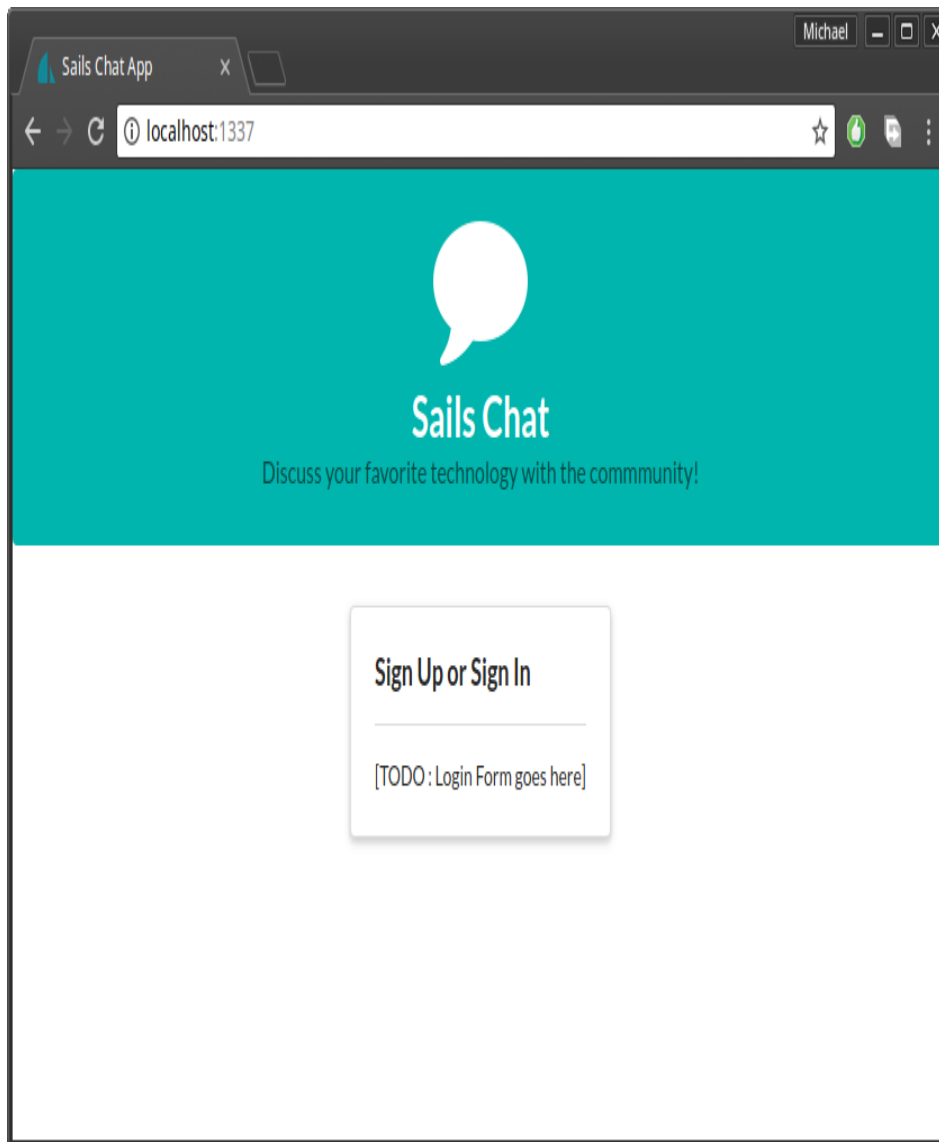 Michael
Sails Chat App
localhost:1337
Sails Chat
Discuss your favorite technology with the commmunity!
Sign Up or Sign In
[TODO : Login Form goes here]